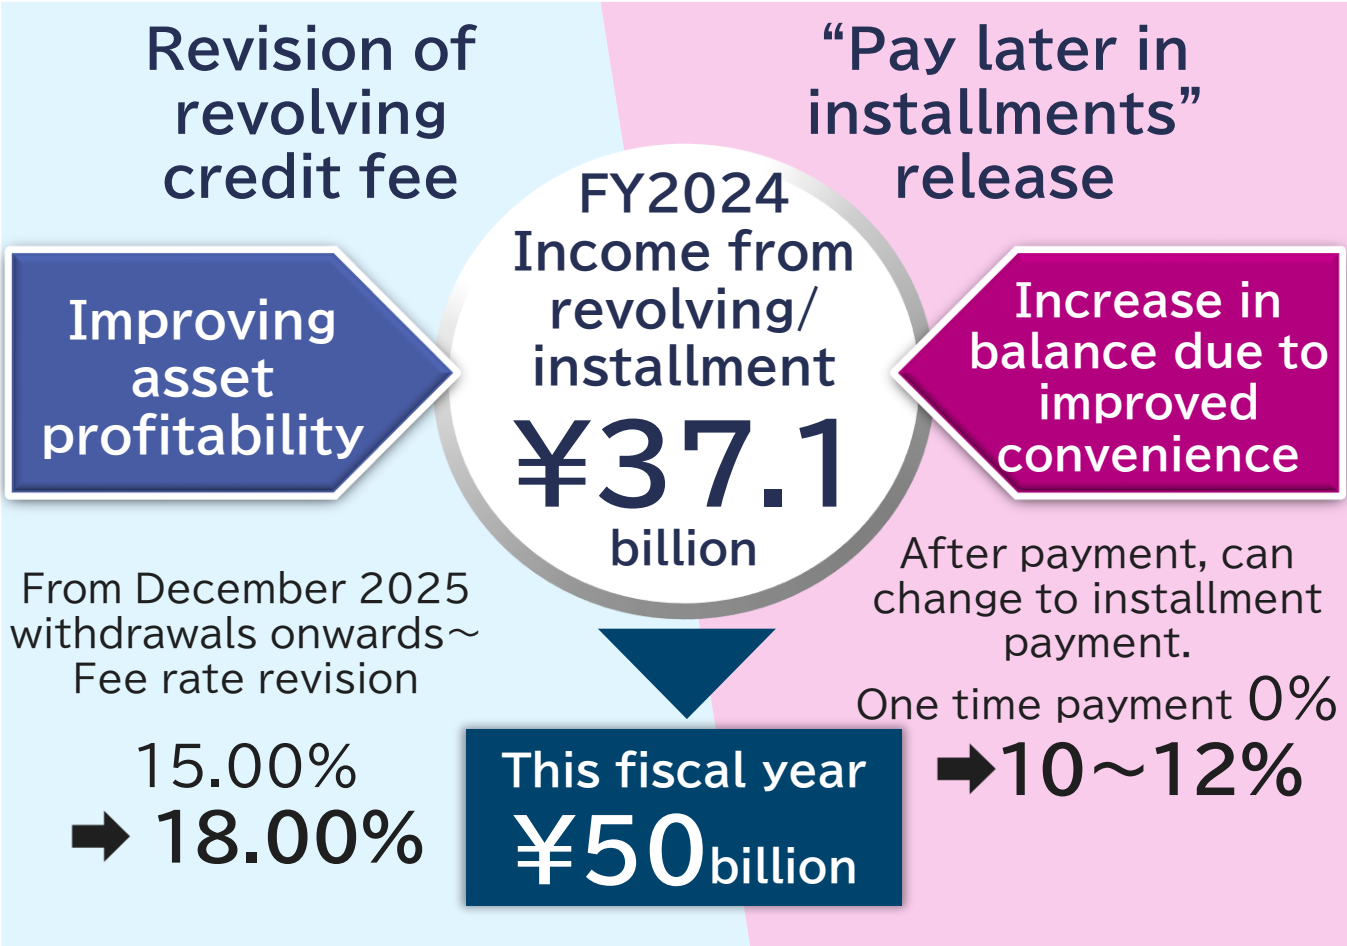 Revision of
revolving
credit fee
“Pay later in
installments”
release
FY2024
Income from
revolving/
installment
¥37.1
billion
Improving
asset
profitability
Increase in
balance due to
improved
convenience
From December 2025
withdrawals onwards～
Fee rate revision
15.00%
➡ 18.00%
After payment, can
change to installment
payment.
One time payment 0%
➡10～12%
This fiscal year
¥50billion